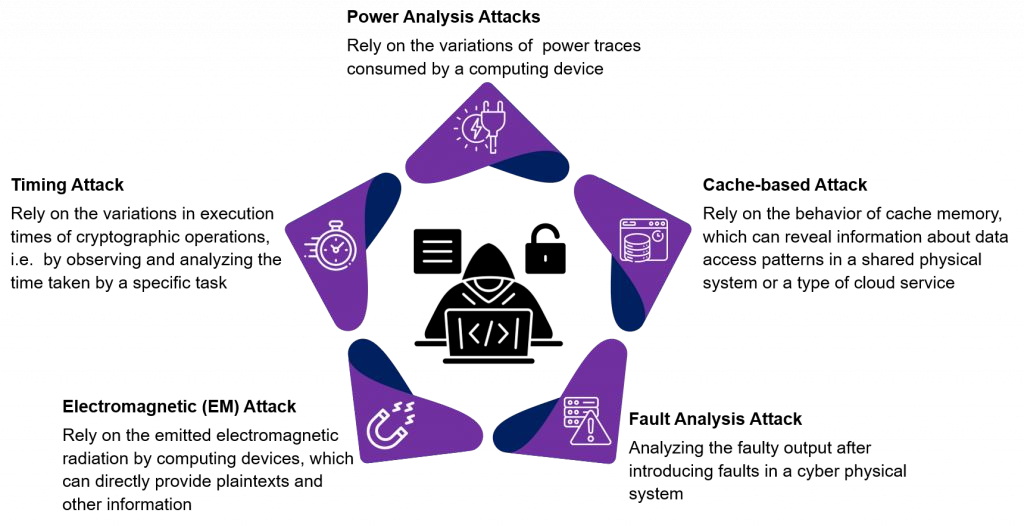 Power Analysis Attacks
Rely on the variations of  power traces
consumed by a computing device
Timing Attack
Rely on the variations in execution
times of cryptographic operations,
i.e.  by observing and analyzing the
time taken by a specific task
Cache-based Attack
Rely on the behavior of cache memory,
which can reveal information about data
access patterns in a shared physical
system or a type of cloud service
</>
Electromagnetic (EM) Attack
Rely on the emitted electromagnetic
radiation by computing devices, which
can directly provide plaintexts and
other information
Fault Analysis Attack
Analyzing the faulty output after
introducing faults in a cyber physical
system